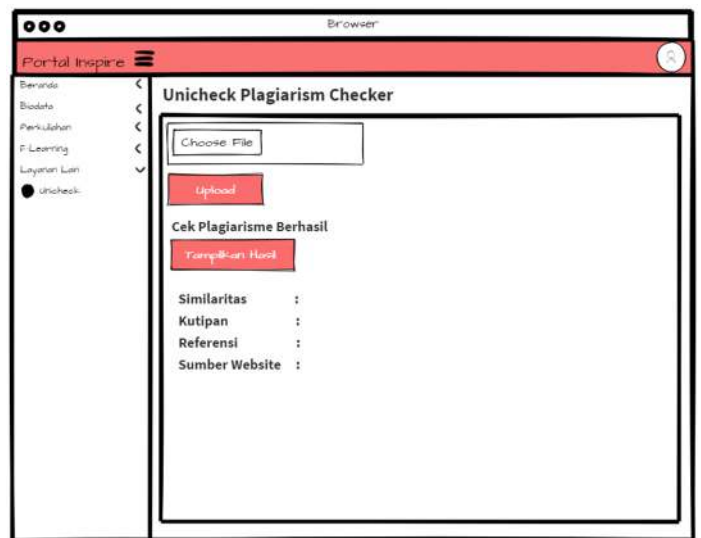 Browser
Portal Inspire
Beranda
Biodata
Perkuliahan
E-Learning
Layanan Lain
Unicheck
Unicheck Plagiarism Checker
Choose File
Upload
Cek Plagiarisme Berhasil
Tampilkan Hasil
Similaritas :
Kutipan :
Referensi :
Sumber Website :